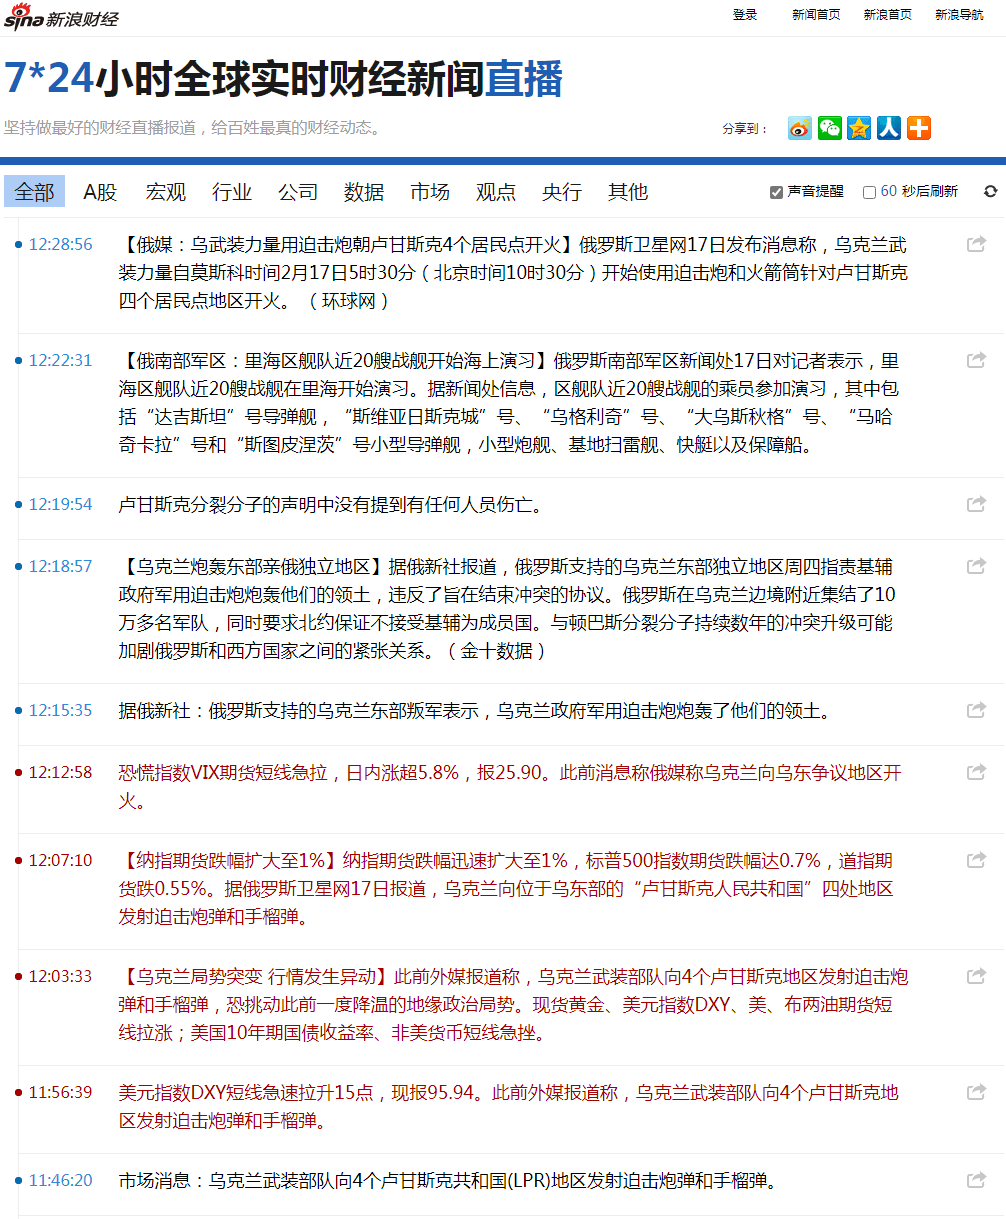 sina新浪财经
登录 新闻首页 新浪首页 新浪导航
7*24小时全球实时财经新闻直播
坚持做最好的财经直播报道，给百姓最真的财经动态。
分享到：
全部 A股 宏观 行业 公司 数据 市场 观点 央行 其他 声音提醒 60 秒后刷新
12:28:56 【俄媒：乌武装力量用迫击炮朝卢甘斯克4个居民点开火】俄罗斯卫星网17日发布消息称，乌克兰武
装力量自莫斯科时间2月17日5时30分（北京时间10时30分）开始使用迫击炮和火箭筒针对卢甘斯克
四个居民点地区开火。（环球网）
12:22:31 【俄南部军区：里海区舰队近20艘战舰开始海上演习】俄罗斯南部军区新闻处17日对记者表示，里
海区舰队近20艘战舰在里海开始演习。据新闻处信息，区舰队近20艘战舰的乘员参加演习，其中包
括“达吉斯坦”号导弹舰，“斯维亚日斯克城”号、“乌格利奇”号、“大乌斯秋格”号、“马哈
奇卡拉”号和“斯图皮涅茨”号小型导弹舰，小型炮舰、基地扫雷舰、快艇以及保障船。
12:19:54 卢甘斯克分裂分子的声明中没有提到有任何人员伤亡。
12:18:57 【乌克兰炮轰东部亲俄独立地区】据俄新社报道，俄罗斯支持的乌克兰东部独立地区周四指责基辅
政府军用迫击炮炮轰他们的领土，违反了旨在结束冲突的协议。俄罗斯在乌克兰边境附近集结了10
万多名军队，同时要求北约保证不接受基辅为成员国。与顿巴斯分裂分子持续数年的冲突升级可能
加剧俄罗斯和西方国家之间的紧张关系。（金十数据）
12:15:35 据俄新社：俄罗斯支持的乌克兰东部叛军表示，乌克兰政府军用迫击炮炮轰了他们的领土。
12:12:58 恐慌指数VIX期货短线急拉，日内涨超5.8%，报25.90。此前消息称俄媒称乌克兰向乌东争议地区开
火。
12:07:10 【纳指期货跌幅扩大至1%】纳指期货跌幅迅速扩大至1%，标普500指数期货跌幅达0.7%，道指期
货跌0.55%。据俄罗斯卫星网17日报道，乌克兰向位于乌东部的“卢甘斯克人民共和国”四处地区
发射迫击炮弹和手榴弹。
12:03:33 【乌克兰局势突变 行情发生异动】此前外媒报道称，乌克兰武装部队向4个卢甘斯克地区发射迫击炮
弹和手榴弹，恐挑动此前一度降温的地缘政治局势。现货黄金、美元指数DXY、美、布两油期货短
线拉涨；美国10年期国债收益率、非美货币短线急挫。
11:56:39 美元指数DXY短线急速拉升15点，现报95.94。此前外媒报道称，乌克兰武装部队向4个卢甘斯克地
区发射迫击炮弹和手榴弹。
11:46:20 市场消息：乌克兰武装部队向4个卢甘斯克共和国(LPR)地区发射迫击炮弹和手榴弹。